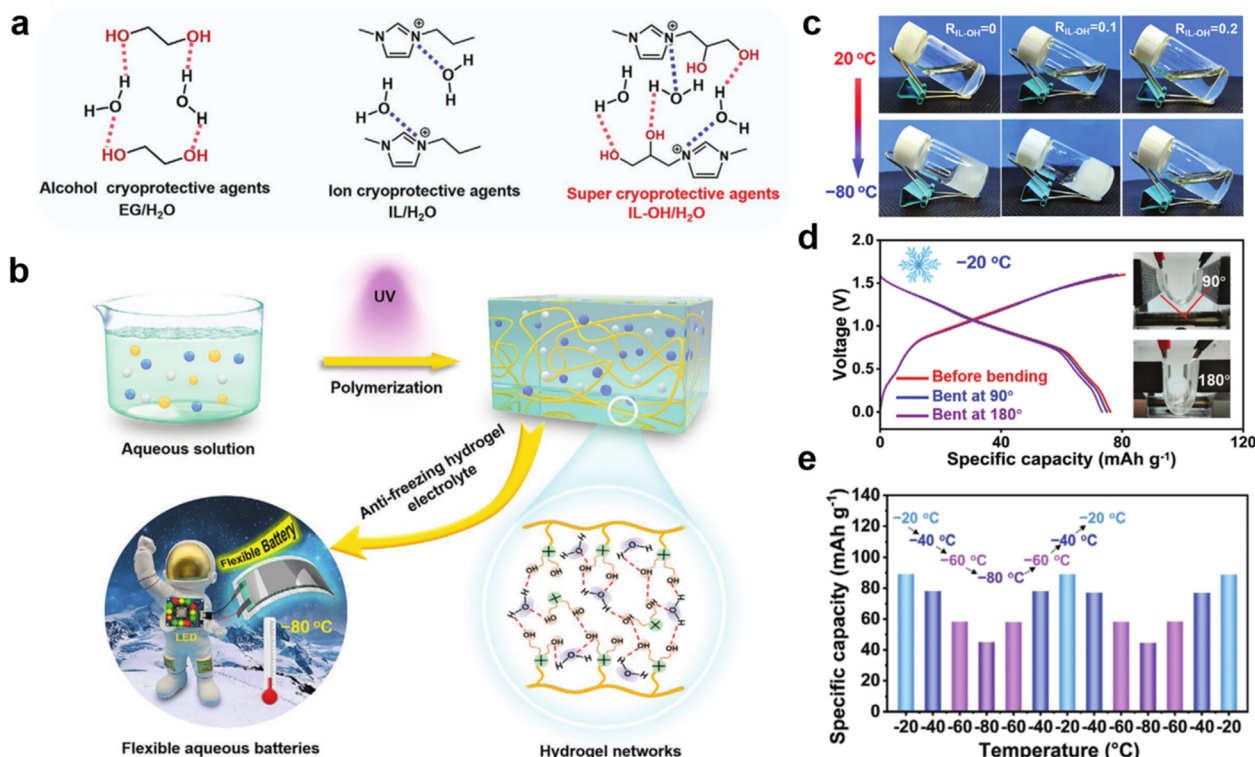 a
HO
OH
H
O
H
H
O
H
HO
OH
Alcohol cryoprotective agents
EG/H₂O
N
N
⊕
H
O
H
H
O
H
N
N
⊕
Ion cryoprotective agents
IL/H₂O
N
N
⊕
OH
OH
H
O
H
H
O
H
H
O
H
HO
OH
N
N
⊕
Super cryoprotective agents
IL-OH/H₂O
b
Aqueous solution
UV
Polymerization
Anti-freezing hydrogel
electrolyte
Flexible Battery
LED
−80 °C
Flexible aqueous batteries
Hydrogel networks
c
20 °C
−80 °C
R_IL-OH=0
R_IL-OH=0.1
R_IL-OH=0.2
d
−20 °C
Voltage (V)
2.0
1.5
1.0
0.5
0.0
Before bending
Bent at 90°
Bent at 180°
90°
180°
0
40
80
120
Specific capacity (mAh g⁻¹)
e
Specific capacity (mAh g⁻¹)
140
120
100
80
60
40
20
0
−20 °C
−40 °C
−60 °C
−80 °C
−60 °C
−40 °C
−20 °C
-20 -40 -60 -80 -60 -40 -20 -40 -60 -80 -60 -40 -20
Temperature (°C)